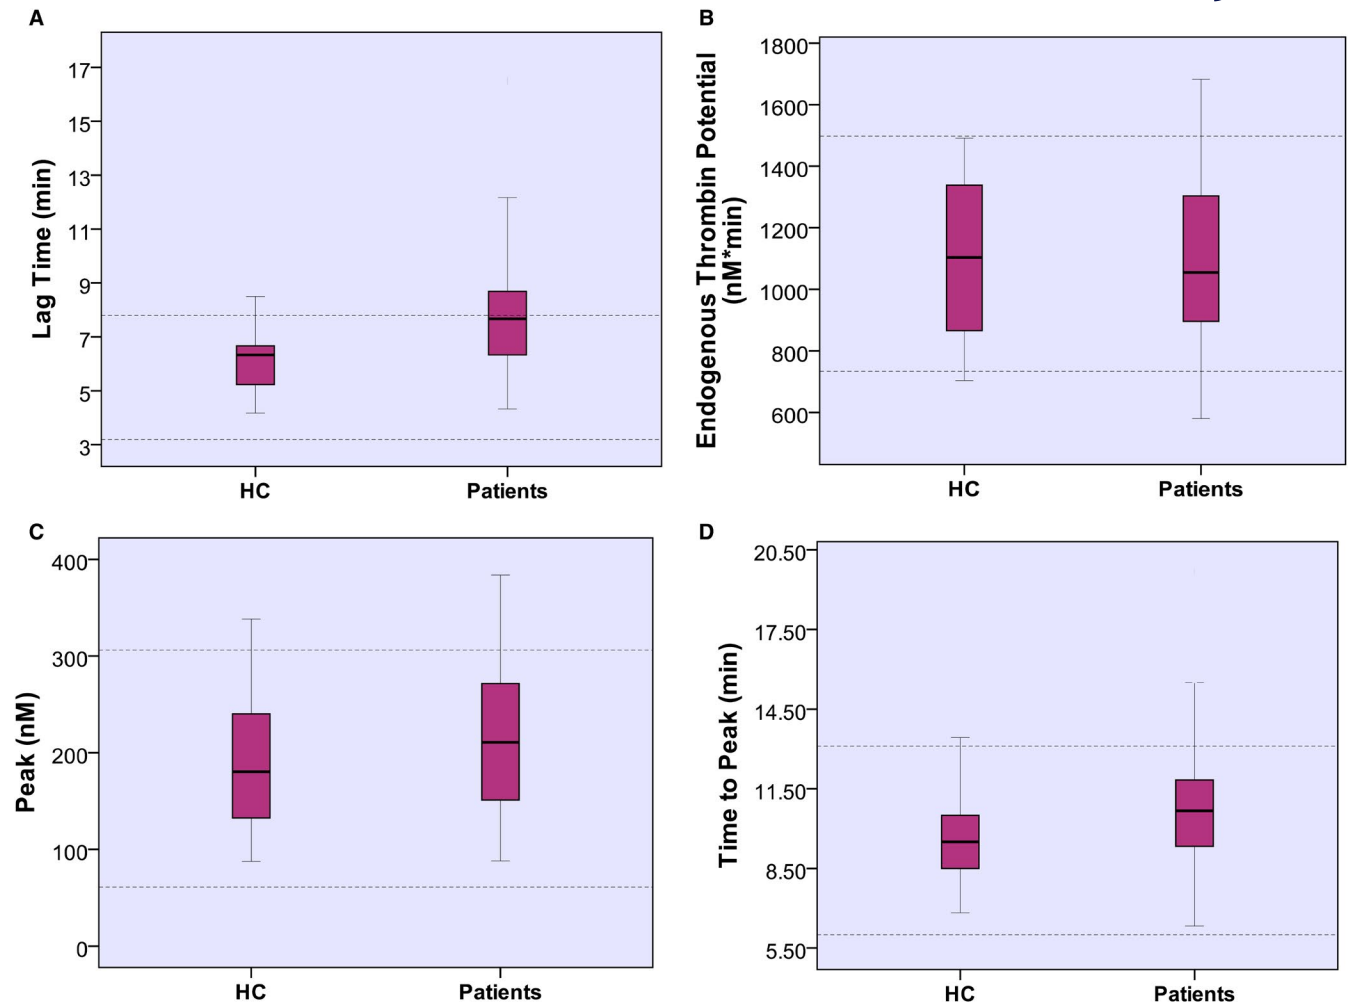 A
Lag Time (min)
17
15
13
11
9
7
5
3
HC Patients
B
Endogenous Thrombin Potential
(nM*min)
1800
1600
1400
1200
1000
800
600
HC Patients
C
Peak (nM)
400
300
200
100
0
HC Patients
D
Time to Peak (min)
20.50
17.50
14.50
11.50
8.50
5.50
HC Patients